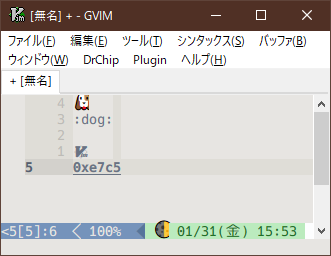 [無名] + - GVIM
ファイル(F) 編集(E) ツール(T) シンタックス(S) バッファ(B)
ウィンドウ(W) DrChip Plugin ヘルプ(H)
+ [無名]
4 🐶
3 :dog:
2
1 
5 0xe7c5
<5[5]:6 100% 🌓 01/31(金) 15:53